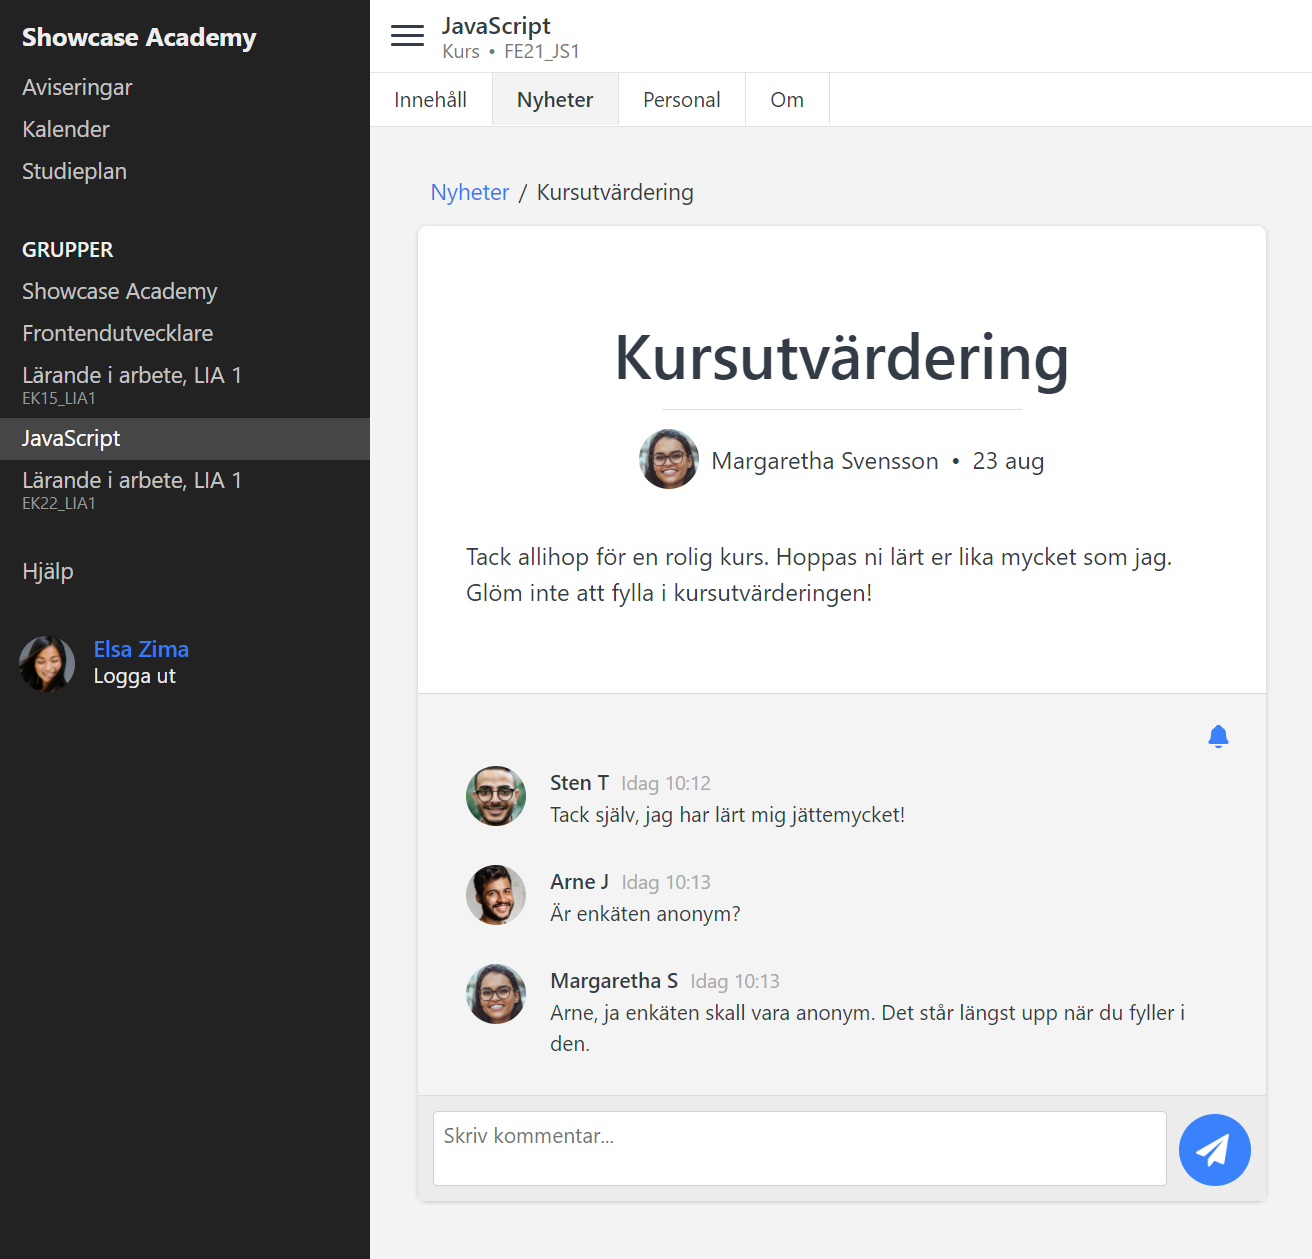 Showcase Academy
Aviseringar
Kalender
Studieplan
GRUPPER
Showcase Academy
Frontendutvecklare
Lärande i arbete, LIA 1
EK15_LIA1
JavaScript
Lärande i arbete, LIA 1
EK22_LIA1
Hjälp
Elsa Zima
Logga ut
JavaScript
Kurs • FE21_JS1
Innehåll Nyheter Personal Om
Nyheter / Kursutvärdering
Kursutvärdering
Margaretha Svensson • 23 aug
Tack allihop för en rolig kurs. Hoppas ni lärt er lika mycket som jag.
Glöm inte att fylla i kursutvärderingen!
Sten T Idag 10:12
Tack själv, jag har lärt mig jättemycket!
Arne J Idag 10:13
Är enkäten anonym?
Margaretha S Idag 10:13
Arne, ja enkäten skall vara anonym. Det står längst upp när du fyller i
den.
Skriv kommentar...